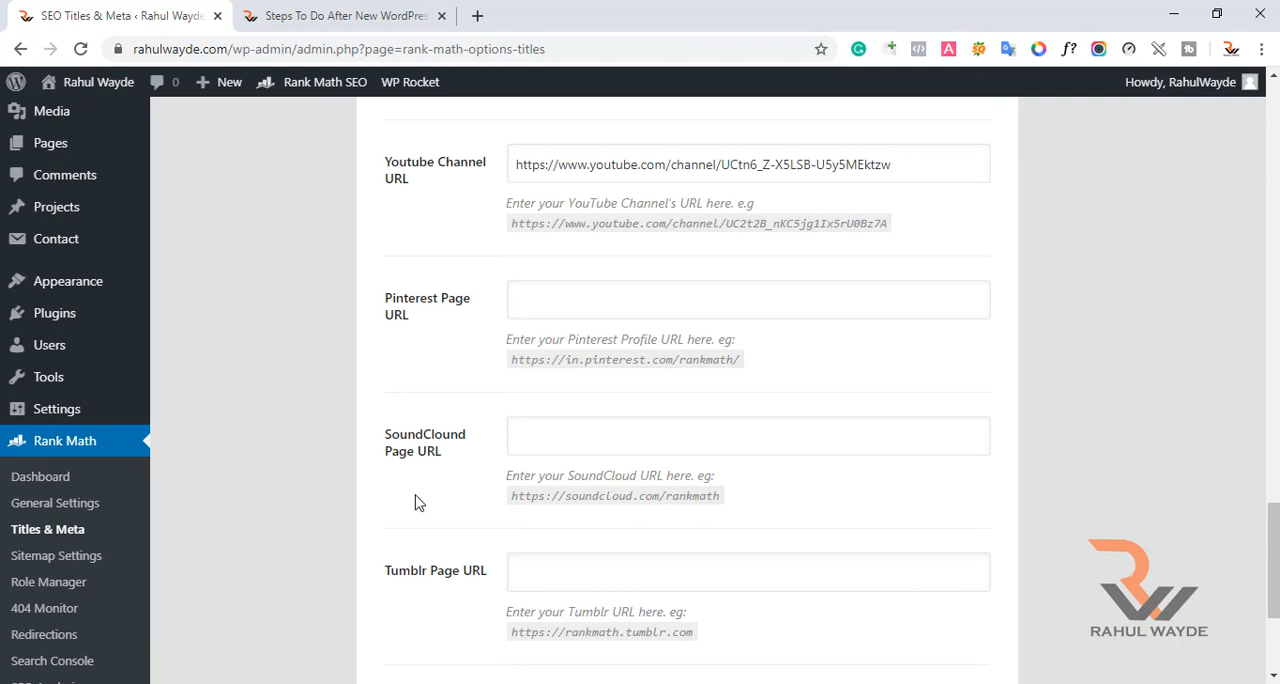 SEO Titles & Meta ‹ Rahul Wayde
Steps To Do After New WordPres
rahulwayde.com/wp-admin/admin.php?page=rank-math-options-titles
Rahul Wayde
0
New
Rank Math SEO
WP Rocket
Howdy, RahulWayde
Media
Pages
Comments
Projects
Contact
Appearance
Plugins
Users
Tools
Settings
Rank Math
Dashboard
General Settings
Titles & Meta
Sitemap Settings
Role Manager
404 Monitor
Redirections
Search Console
Youtube Channel
URL
https://www.youtube.com/channel/UCtn6_Z-X5LSB-U5y5MEktzw
Enter your YouTube Channel's URL here. e.g
https://www.youtube.com/channel/UC2t2B_nKC5jg1Ix5rU0Bz7A
Pinterest Page
URL
Enter your Pinterest Profile URL here. eg:
https://in.pinterest.com/rankmath/
SoundClound
Page URL
Enter your SoundCloud URL here. eg:
https://soundcloud.com/rankmath
Tumblr Page URL
Enter your Tumblr URL here. eg:
https://rankmath.tumblr.com
RAHUL WAYDE